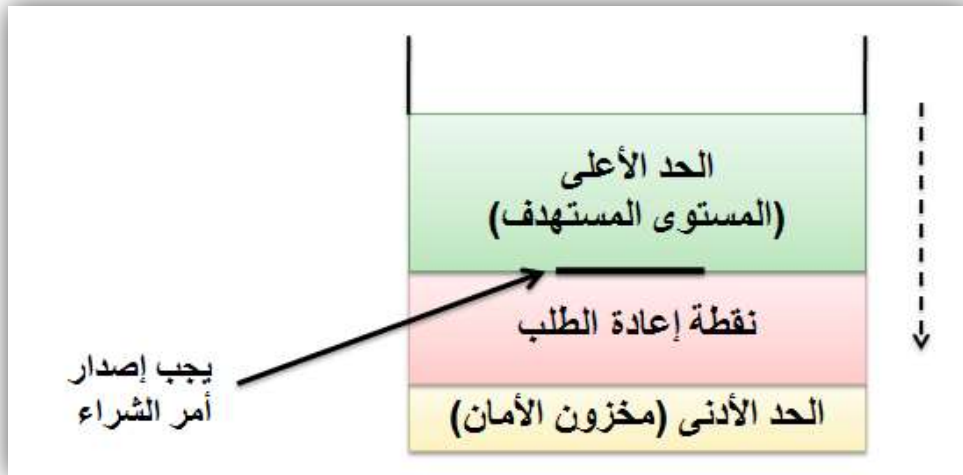 الحد الأعلى
(المستوى المستهدف)
نقطة إعادة الطلب
يجب إصدار
أمر الشراء
الحد الأدنى (مخزون الأمان)